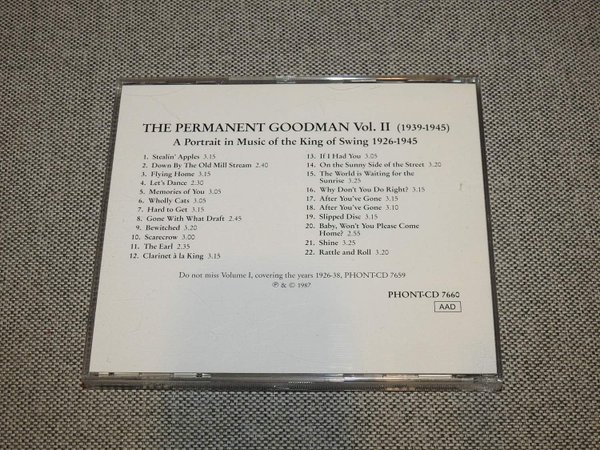 THE PERMANENT GOODMAN Vol. II (1939-1945)
A Portrait in Music of the King of Swing 1926-1945
1. Stealin' Apples 3.15
2. Down By The Old Mill Stream 2.40
3. Flying Home 3.15
4. Let's Dance 2.30
5. Memories of You 3.05
6. Wholly Cats 3.05
7. Hard to Get 3.15
8. Gone With What Draft 2.45
9. Bewitched 3.20
10. Scarecrow 3.00
11. The Earl 2.35
12. Clarinet à la King 3.15
13. If I Had You 3.05
14. On the Sunny Side of the Street 3.20
15. The World is Waiting for the
Sunrise 3.25
16. Why Don't You Do Right? 3.15
17. After You've Gone 3.15
18. After You've Gone 3.10
19. Slipped Disc 3.15
20. Baby, Won't You Please Come
Home? 2.55
21. Shine 3.25
22. Rattle and Roll 3.20
Do not miss Volume I, covering the years 1926-38, PHONT-CD 7659
℗ & © 1987
PHONT-CD 7660
AAD